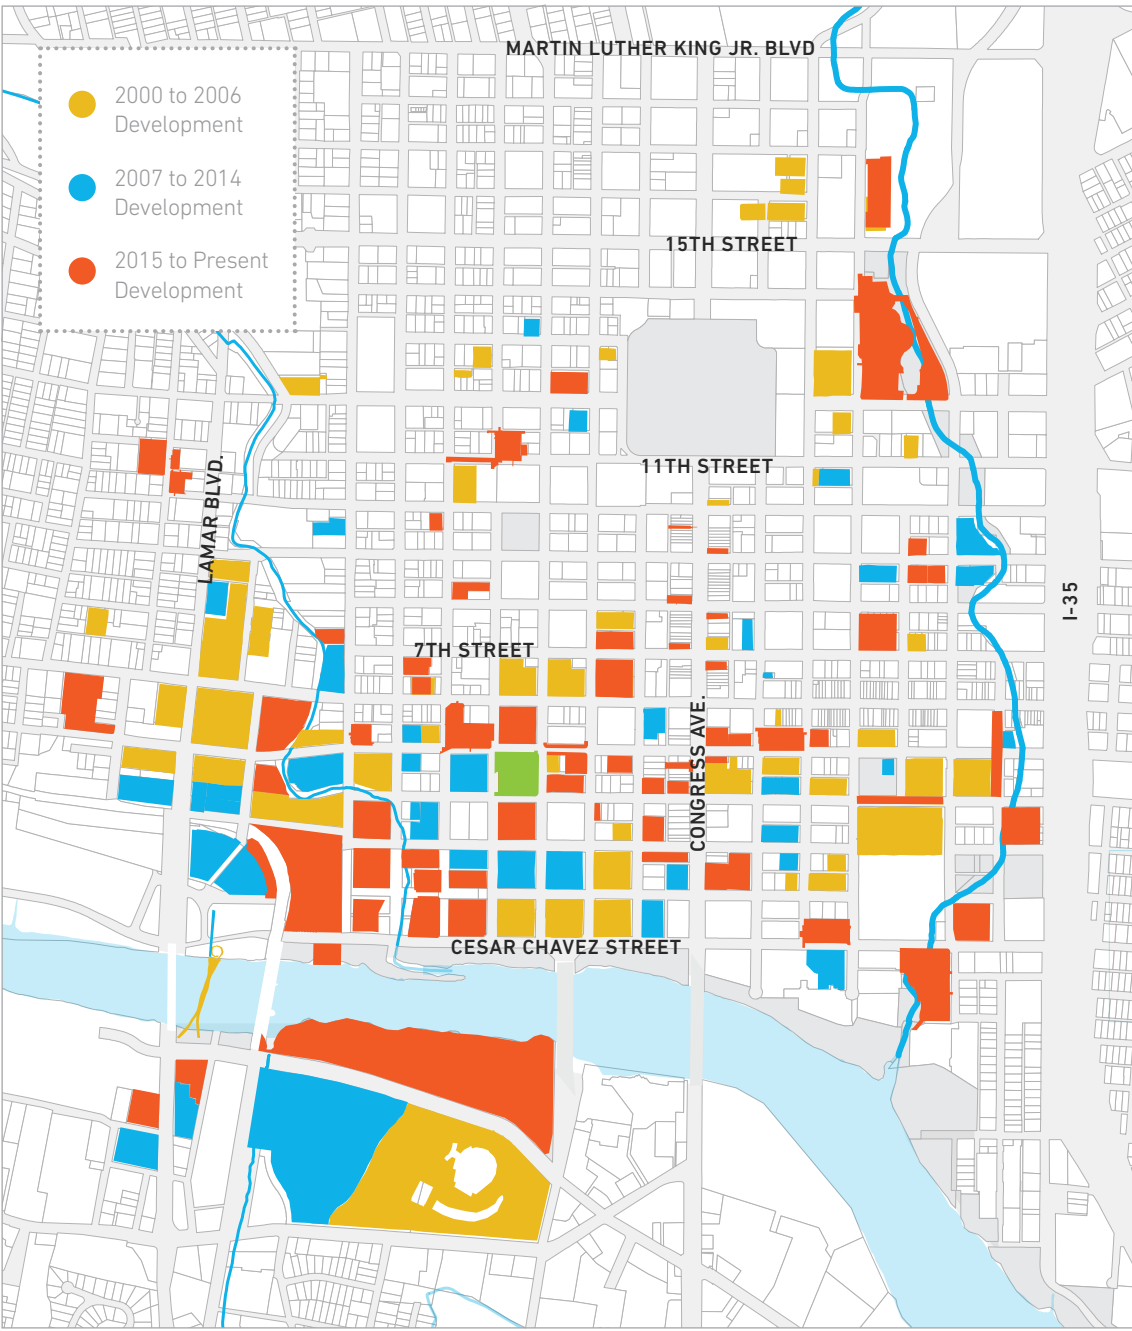 MARTIN LUTHER KING JR. BLVD
2000 to 2006
Development
2007 to 2014
Development
2015 to Present
Development
15TH STREET
11TH STREET
LAMAR BLVD.
I-35
7TH STREET
CONGRESS AVE.
CESAR CHAVEZ STREET